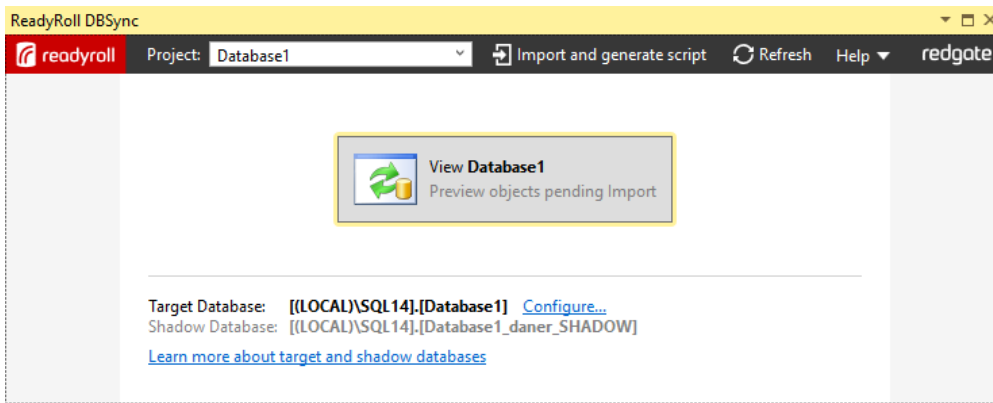 ReadyRoll DBSync
readyroll Project: Database1 Import and generate script Refresh Help redgate
View Database1
Preview objects pending Import
Target Database: [(LOCAL)\SQL14].[Database1] Configure...
Shadow Database: [(LOCAL)\SQL14].[Database1_daner_SHADOW]
Learn more about target and shadow databases